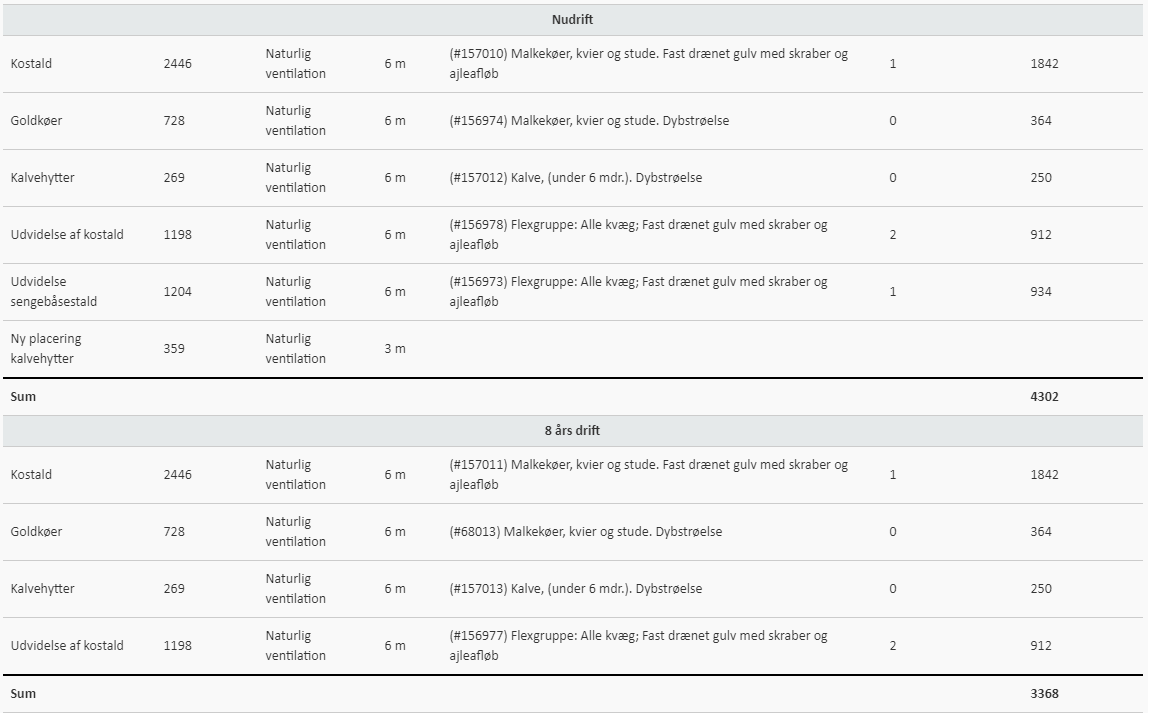 Nudrift
Kostald 2446 Naturlig ventilation 6 m (#157010) Malkekøer, kvier og stude. Fast drænet gulv med skraber og ajleafløb 1 1842
Goldkøer 728 Naturlig ventilation 6 m (#156974) Malkekøer, kvier og stude. Dybstrøelse 0 364
Kalvehytter 269 Naturlig ventilation 6 m (#157012) Kalve, (under 6 mdr.). Dybstrøelse 0 250
Udvidelse af kostald 1198 Naturlig ventilation 6 m (#156978) Flexgruppe: Alle kvæg; Fast drænet gulv med skraber og ajleafløb 2 912
Udvidelse sengebåsestald 1204 Naturlig ventilation 6 m (#156973) Flexgruppe: Alle kvæg; Fast drænet gulv med skraber og ajleafløb 1 934
Ny placering kalvehytter 359 Naturlig ventilation 3 m
Sum 4302
8 års drift
Kostald 2446 Naturlig ventilation 6 m (#157011) Malkekøer, kvier og stude. Fast drænet gulv med skraber og ajleafløb 1 1842
Goldkøer 728 Naturlig ventilation 6 m (#68013) Malkekøer, kvier og stude. Dybstrøelse 0 364
Kalvehytter 269 Naturlig ventilation 6 m (#157013) Kalve, (under 6 mdr.). Dybstrøelse 0 250
Udvidelse af kostald 1198 Naturlig ventilation 6 m (#156977) Flexgruppe: Alle kvæg; Fast drænet gulv med skraber og ajleafløb 2 912
Sum 3368